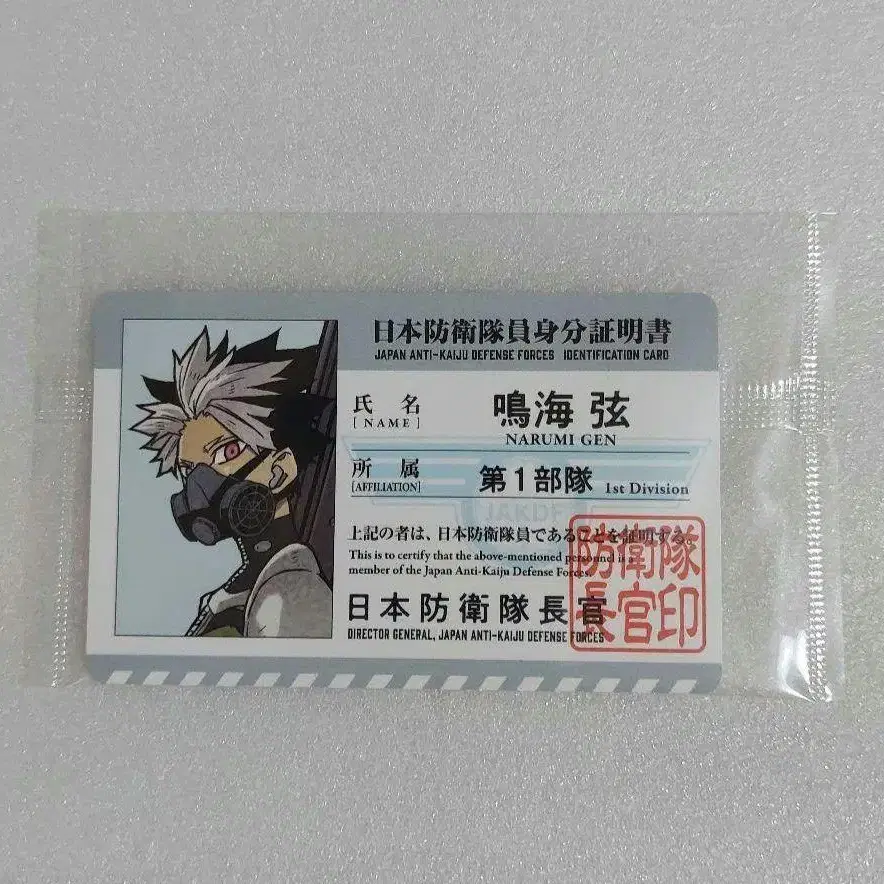 日本防衛隊員身分証明書
JAPAN ANTI-KAIJU DEFENSE FORCES IDENTIFICATION CARD
氏 名 鳴海 弦
[NAME] NARUMI GEN
所 属 第1部隊 1st Division
[AFFILIATION]
JAKDF
上記の者は、日本防衛隊員であることを証明する。
This is to certify that the above-mentioned personnel is a
member of the Japan Anti-Kaiju Defense Forces.
日本防衛隊長官
DIRECTOR GENERAL, JAPAN ANTI-KAIJU DEFENSE FORCES
防衛隊
長官印